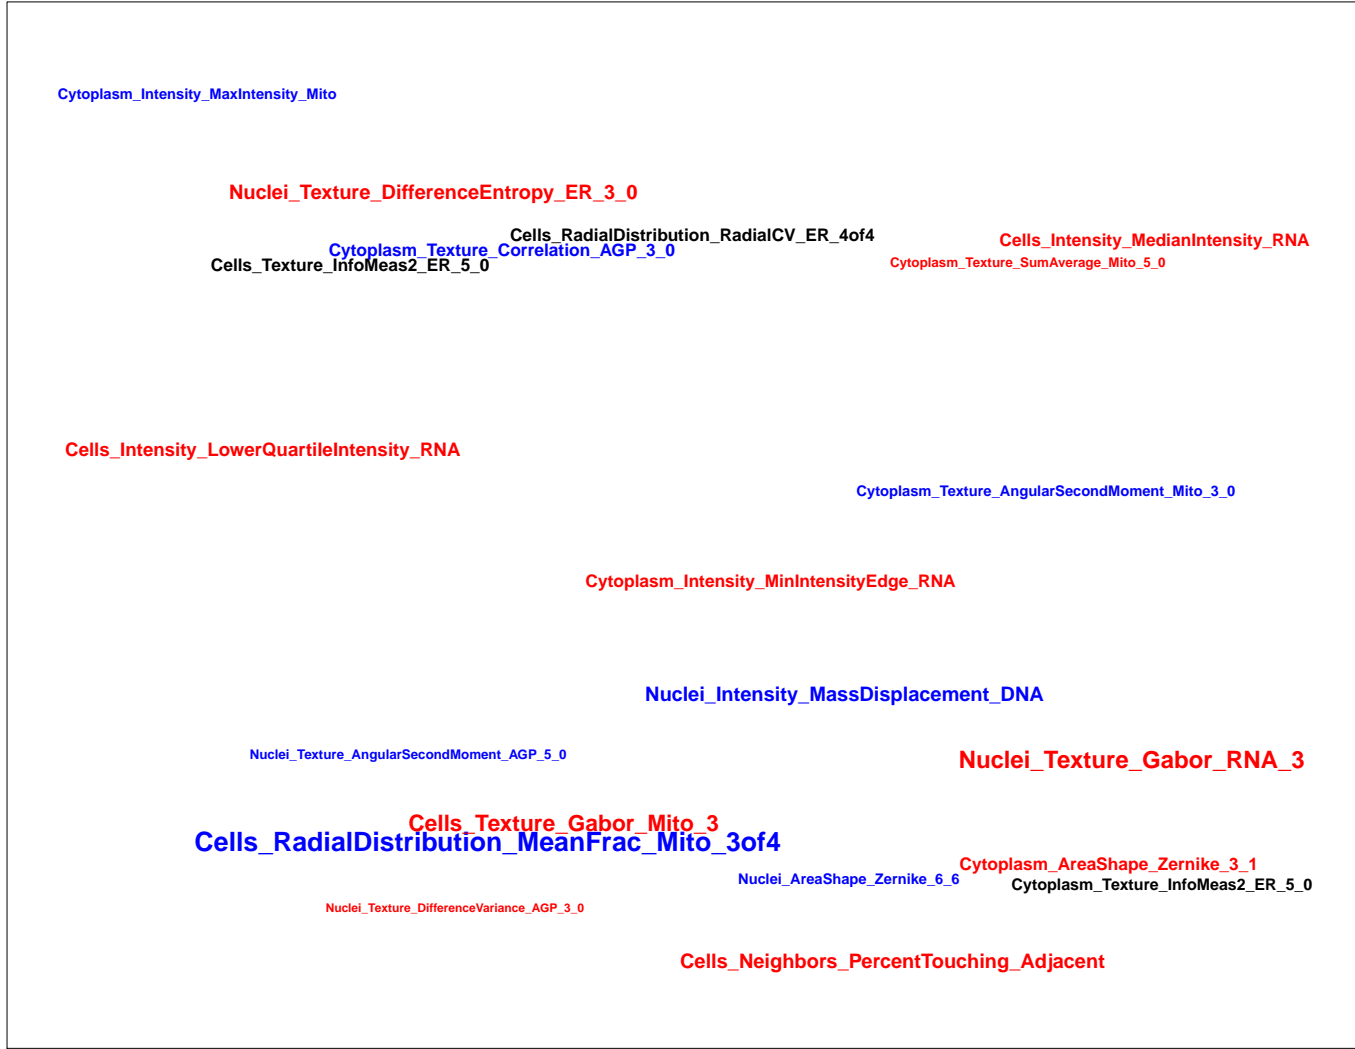 Cytoplasm_Intensity_MaxIntensity_Mito
Nuclei_Texture_DifferenceEntropy_ER_3_0
Cells_RadialDistribution_RadialCV_ER_4of4
Cells_Intensity_MedianIntensity_RNA
Cytoplasm_Texture_Correlation_AGP_3_0
Cytoplasm_Texture_SumAverage_Mito_5_0
Cells_Texture_InfoMeas2_ER_5_0
Cells_Intensity_LowerQuartileIntensity_RNA
Cytoplasm_Texture_AngularSecondMoment_Mito_3_0
Cytoplasm_Intensity_MinIntensityEdge_RNA
Nuclei_Intensity_MassDisplacement_DNA
Nuclei_Texture_AngularSecondMoment_AGP_5_0
Nuclei_Texture_Gabor_RNA_3
Cells_Texture_Gabor_Mito_3
Cells_RadialDistribution_MeanFrac_Mito_3of4
Cytoplasm_AreaShape_Zernike_3_1
Nuclei_AreaShape_Zernike_6_6
Cytoplasm_Texture_InfoMeas2_ER_5_0
Nuclei_Texture_DifferenceVariance_AGP_3_0
Cells_Neighbors_PercentTouching_Adjacent